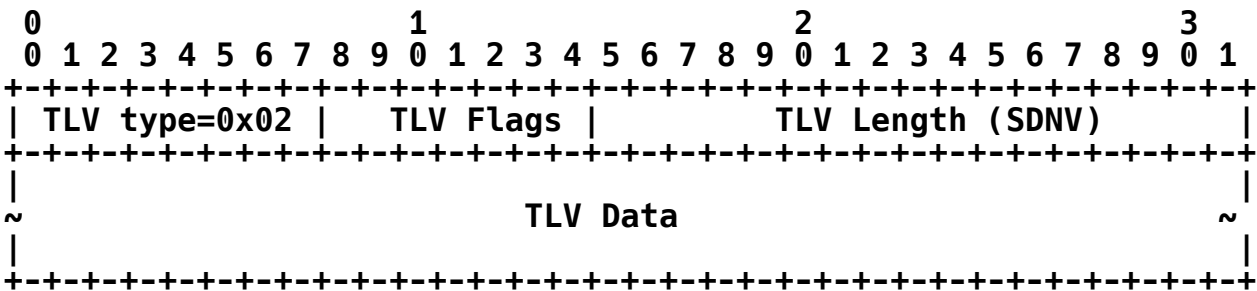 0                   1                   2                   3
 0 1 2 3 4 5 6 7 8 9 0 1 2 3 4 5 6 7 8 9 0 1 2 3 4 5 6 7 8 9 0 1
+-+-+-+-+-+-+-+-+-+-+-+-+-+-+-+-+-+-+-+-+-+-+-+-+-+-+-+-+-+-+-+-+
| TLV type=0x02 |   TLV Flags |         TLV Length (SDNV)       |
+-+-+-+-+-+-+-+-+-+-+-+-+-+-+-+-+-+-+-+-+-+-+-+-+-+-+-+-+-+-+-+-+
|                                                               |
~                          TLV Data                            ~
|                                                               |
+-+-+-+-+-+-+-+-+-+-+-+-+-+-+-+-+-+-+-+-+-+-+-+-+-+-+-+-+-+-+-+-+